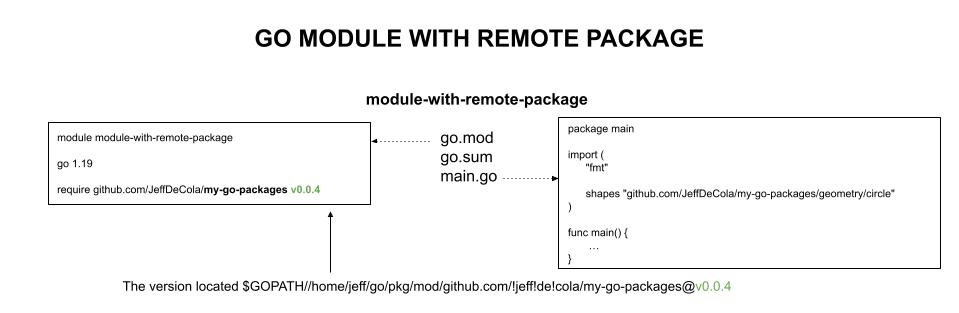 GO MODULE WITH REMOTE PACKAGE
module-with-remote-package
module module-with-remote-package
go 1.19
require github.com/JeffDeCola/my-go-packages v0.0.4
go.mod
go.sum
main.go
package main
import (
"fmt"
shapes "github.com/JeffDeCola/my-go-packages/geometry/circle"
)
func main() {
…
}
The version located $GOPATH//home/jeff/go/pkg/mod/github.com/!jeff!de!cola/my-go-packages@v0.0.4